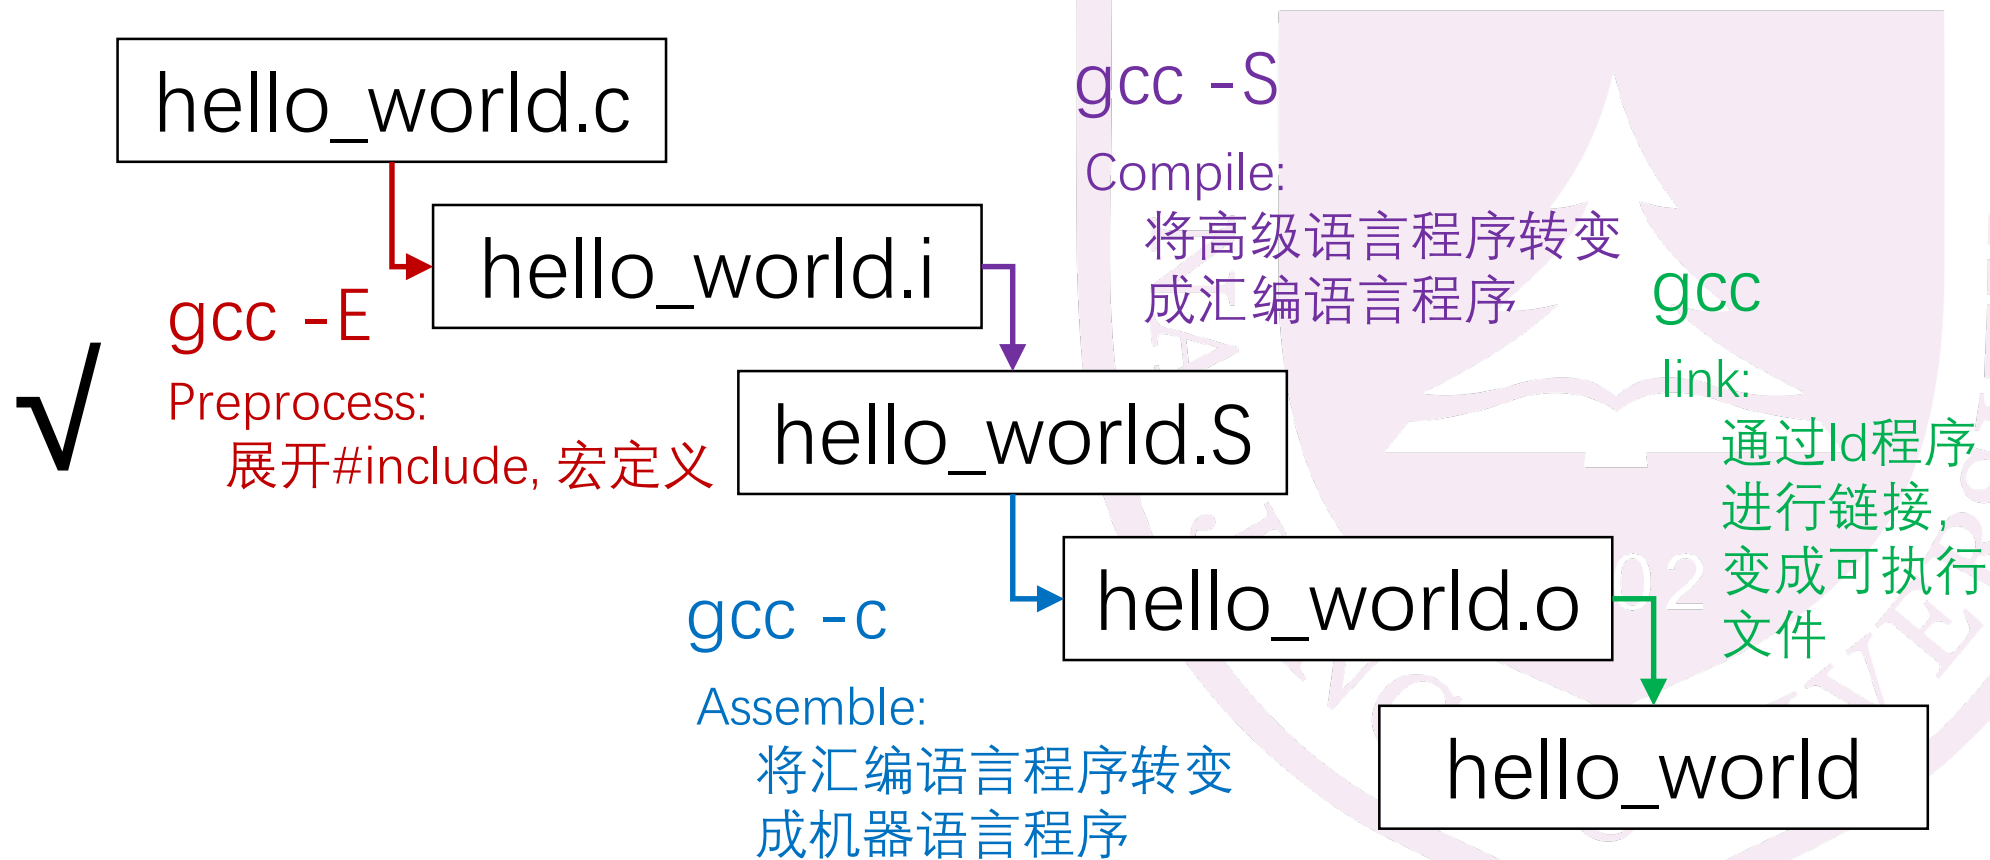 hello_world.c
gcc -E
Preprocess:
展开#include, 宏定义
√
hello_world.i
gcc -S
Compile:
将高级语言程序转变
成汇编语言程序
hello_world.S
gcc -c
Assemble:
将汇编语言程序转变
成机器语言程序
hello_world.o
gcc
link:
通过ld程序
进行链接,
变成可执行
文件
hello_world
02